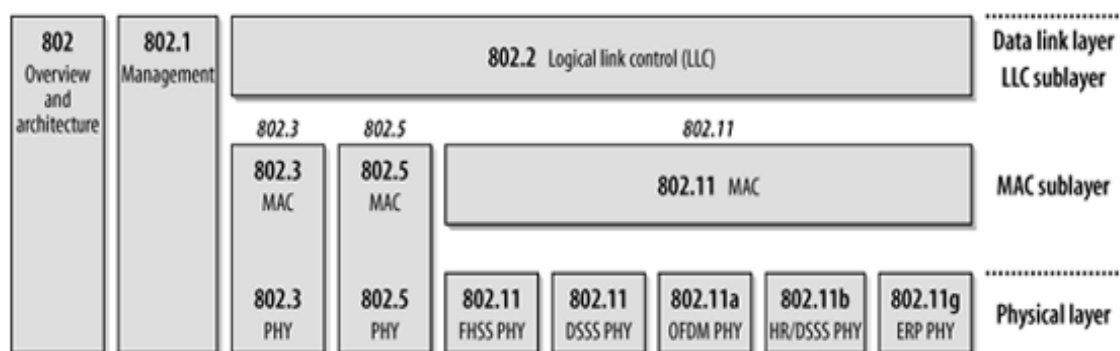 802
Overview
and
architecture
802.1
Management
802.2 Logical link control (LLC)
Data link layer
LLC sublayer
802.3
802.5
802.11
802.3
MAC
802.5
MAC
802.11 MAC
MAC sublayer
802.3
PHY
802.5
PHY
802.11
FHSS PHY
802.11
DSSS PHY
802.11a
OFDM PHY
802.11b
HR/DSSS PHY
802.11g
ERP PHY
Physical layer